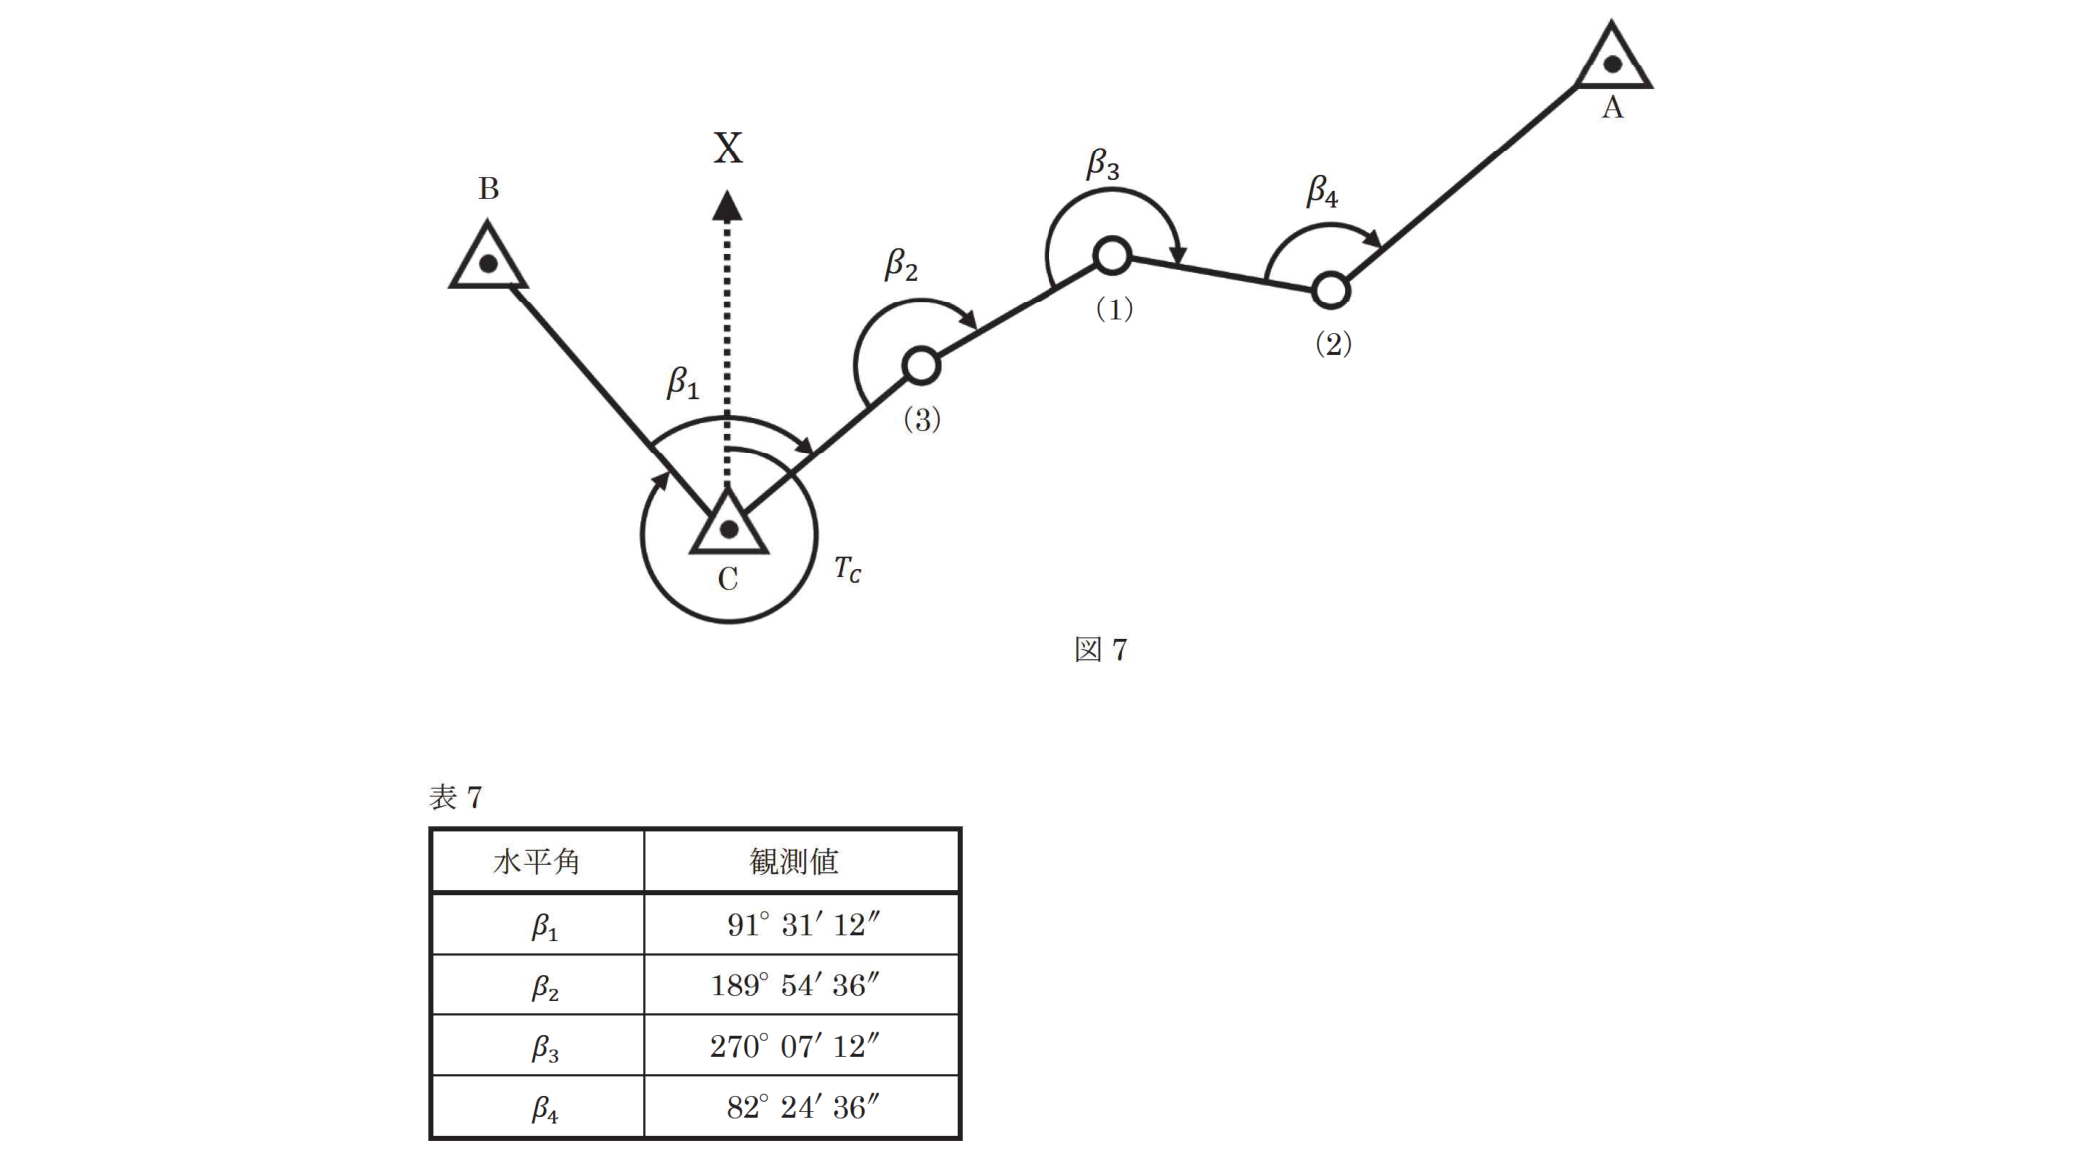 A
X
B
β3
β4
β2
(1)
(2)
β1
(3)
TC
C
図 7
表 7
水平角 観測値
β1 91° 31′ 12″
β2 189° 54′ 36″
β3 270° 07′ 12″
β4 82° 24′ 36″